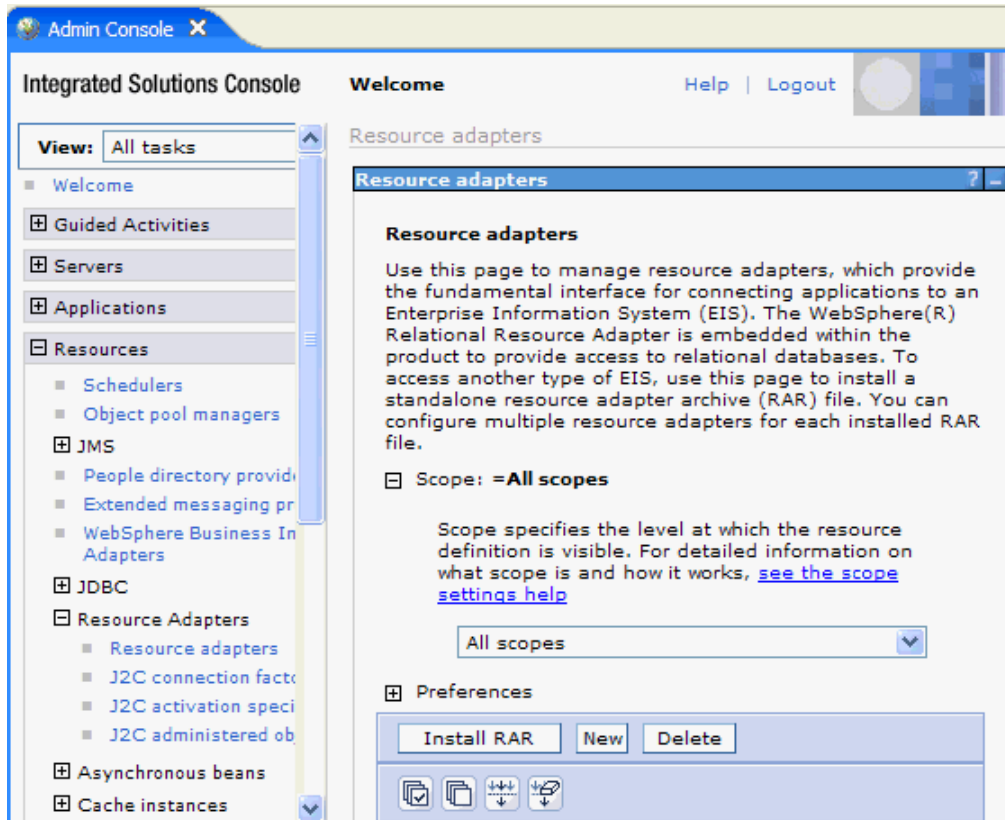 Admin Console
Integrated Solutions Console
Welcome
Help | Logout
View: All tasks
Welcome
Guided Activities
Servers
Applications
Resources
Schedulers
Object pool managers
JMS
People directory provid
Extended messaging pr
WebSphere Business In
Adapters
JDBC
Resource Adapters
Resource adapters
J2C connection facto
J2C activation speci
J2C administered ob
Asynchronous beans
Cache instances
Resource adapters
Resource adapters ? -
Resource adapters
Use this page to manage resource adapters, which provide
the fundamental interface for connecting applications to an
Enterprise Information System (EIS). The WebSphere(R)
Relational Resource Adapter is embedded within the
product to provide access to relational databases. To
access another type of EIS, use this page to install a
standalone resource adapter archive (RAR) file. You can
configure multiple resource adapters for each installed RAR
file.
Scope: =All scopes
Scope specifies the level at which the resource
definition is visible. For detailed information on
what scope is and how it works, see the scope
settings help
All scopes
Preferences
Install RAR New Delete